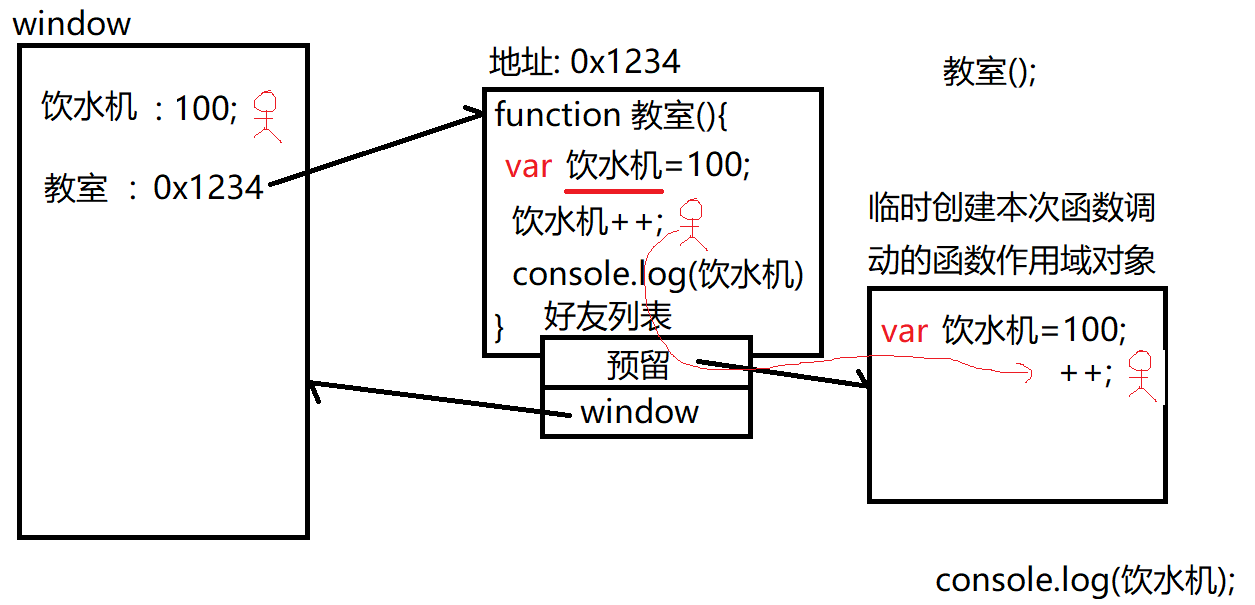 window
饮水机 : 100;
教室 : 0x1234
地址: 0x1234
function 教室(){
var 饮水机=100;
饮水机++;
console.log(饮水机)
}
好友列表
预留
window
教室();
临时创建本次函数调
动的函数作用域对象
var 饮水机=100;
++;
console.log(饮水机);